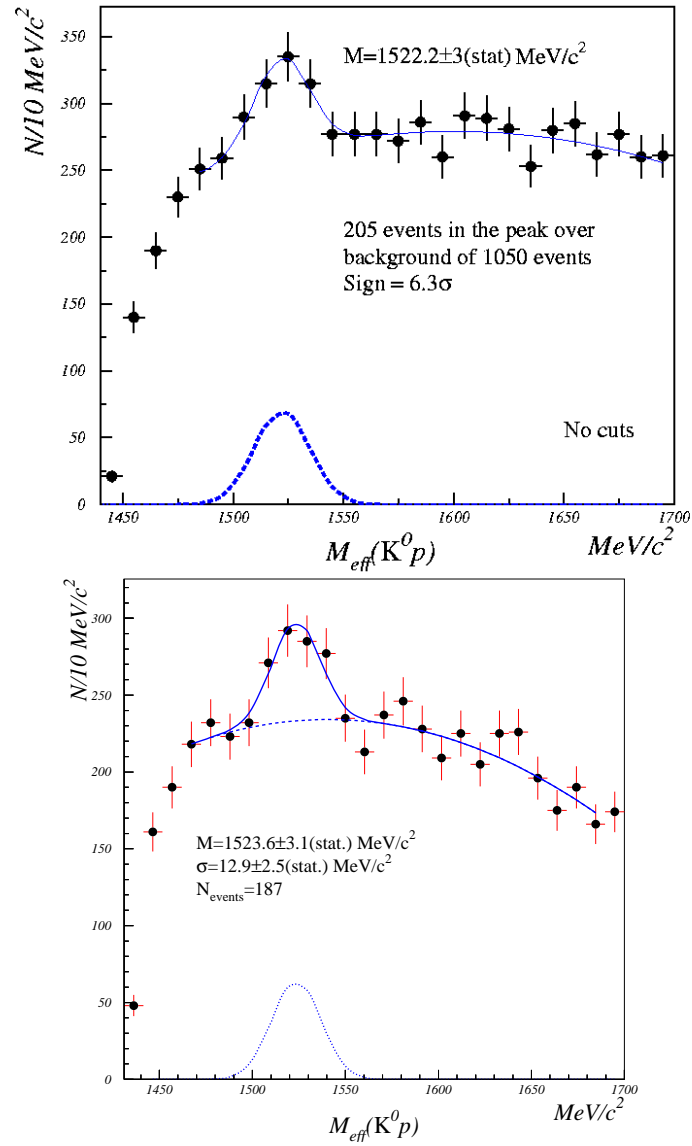 N/10 MeV/c²
350
300
250
200
150
100
50
0
M=1522.2±3(stat) MeV/c²
205 events in the peak over
background of 1050 events
Sign = 6.3σ
No cuts
1450 1500 1550 1600 1650 1700
M_eff(K⁰p)
MeV/c²
N/10 MeV/c²
300
250
200
150
100
50
0
M=1523.6±3.1(stat.) MeV/c²
σ=12.9±2.5(stat.) MeV/c²
N_events=187
1450 1500 1550 1600 1650 1700
M_eff(K⁰p)
MeV/c²